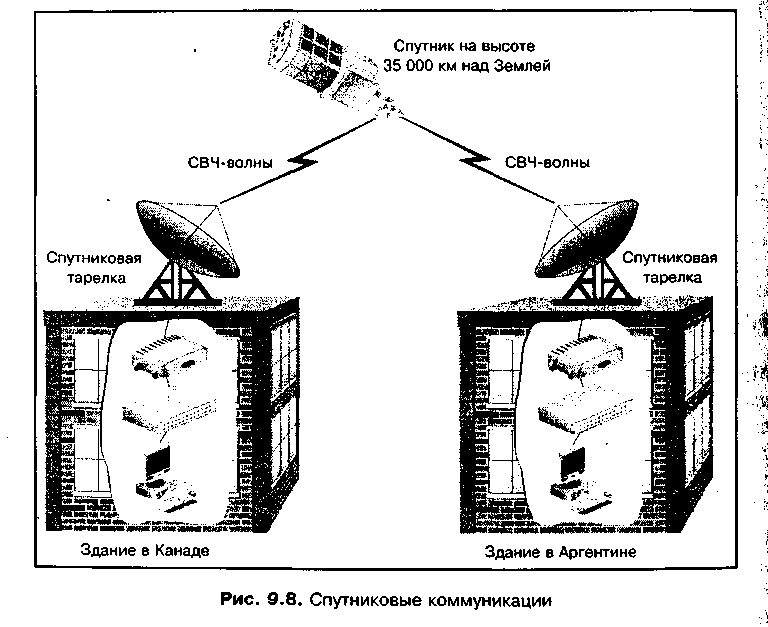 Спутник на высоте
35 000 км над Землей
СВЧ-волны
СВЧ-волны
Спутниковая
тарелка
Спутниковая
тарелка
Здание в Канаде
Здание в Аргентине
Рис. 9.8. Спутниковые коммуникации